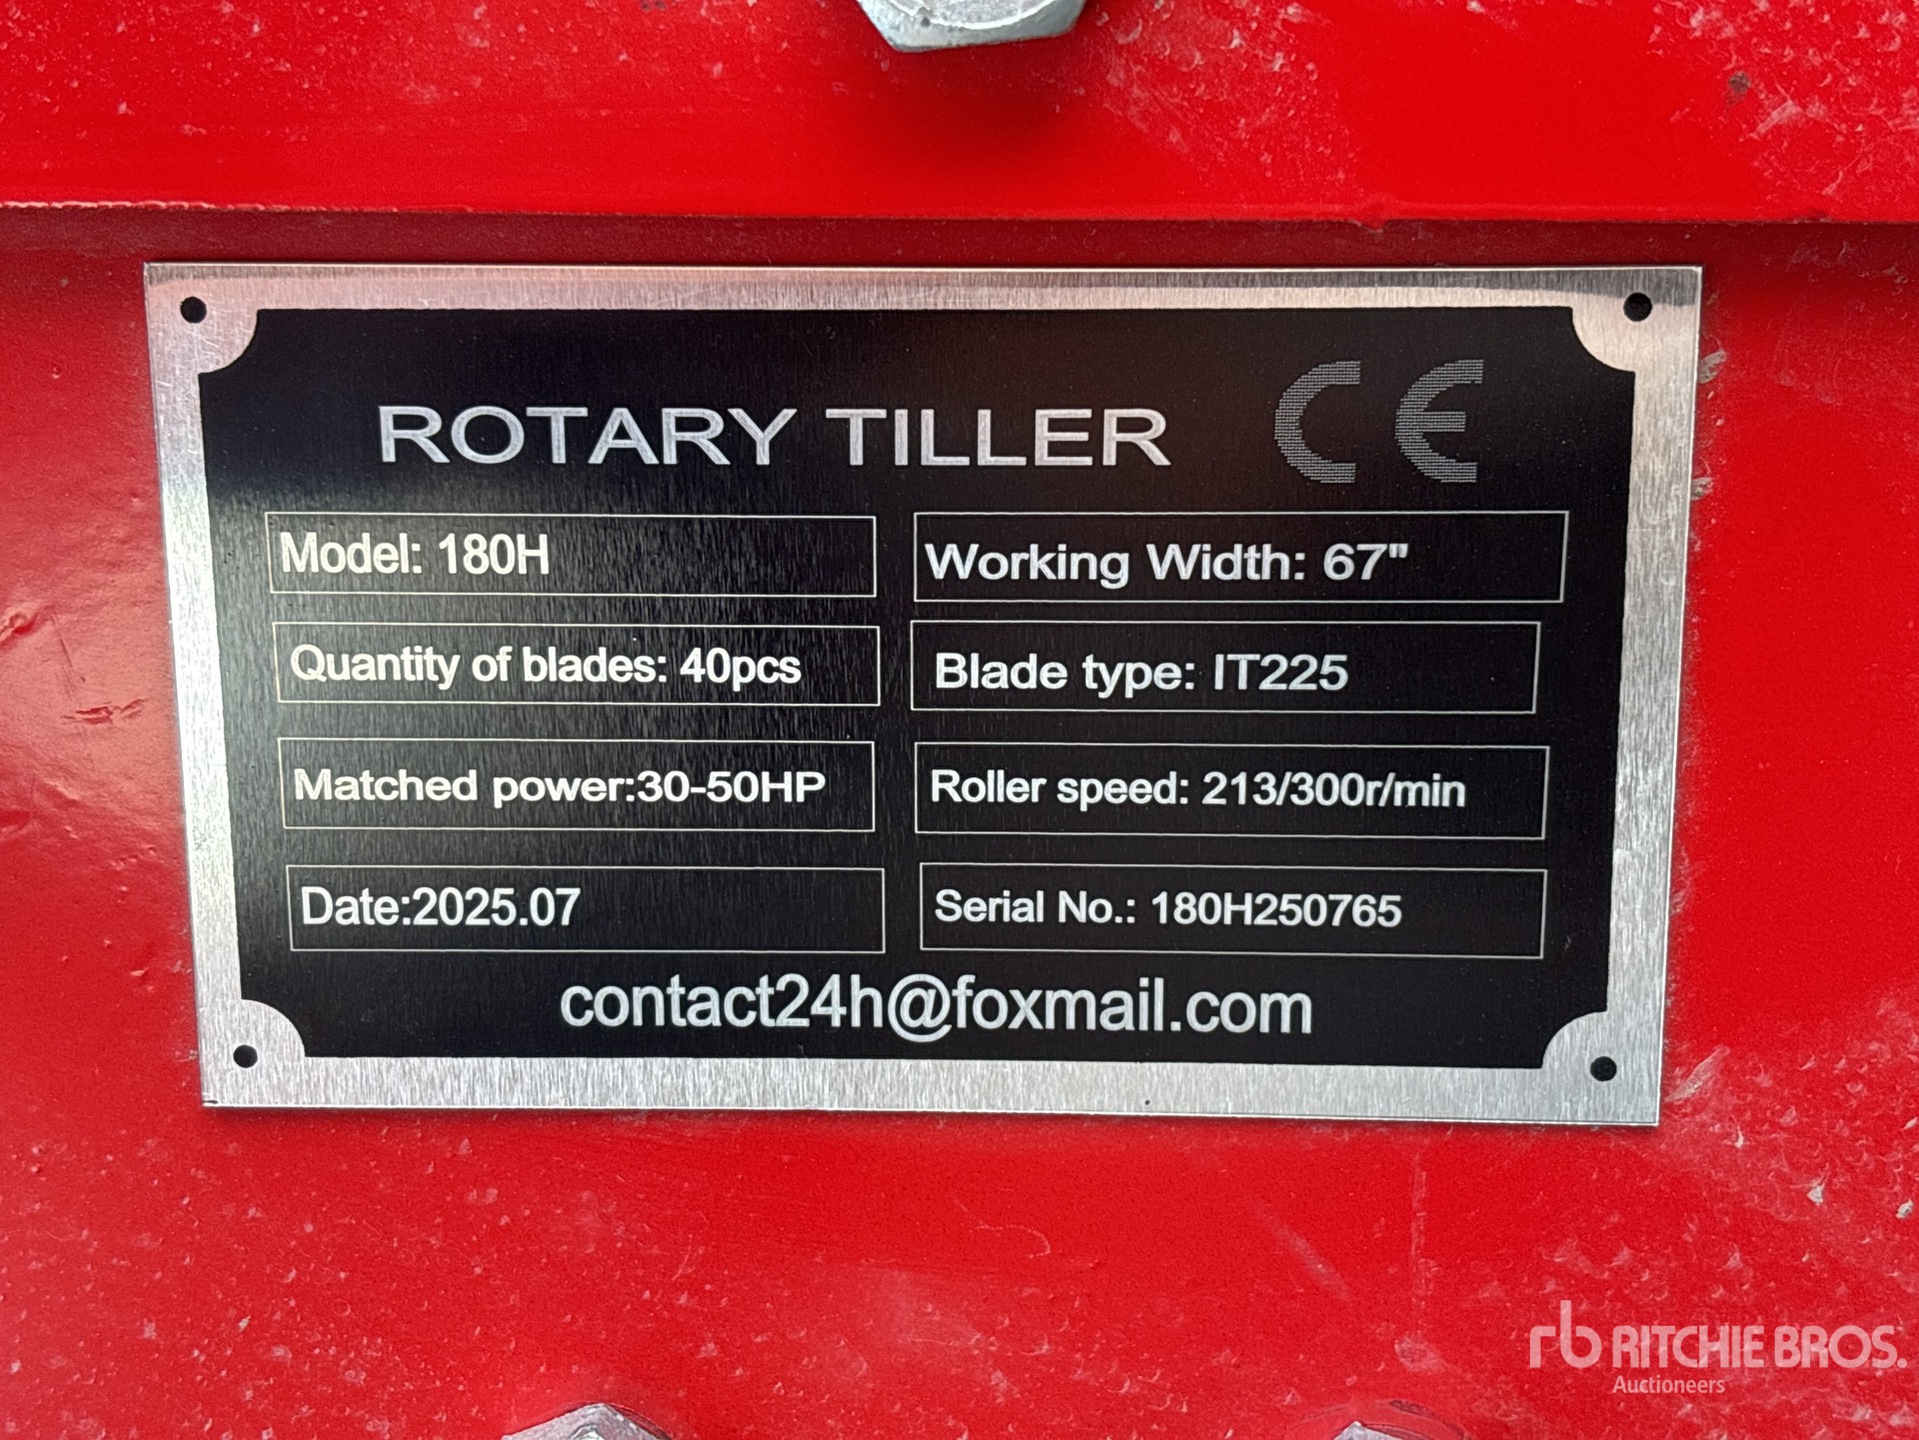 ROTARY TILLER CE
Model: 180H
Working Width: 67"
Quantity of blades: 40pcs
Blade type: IT225
Matched power:30-50HP
Roller speed: 213/300r/min
Date:2025.07
Serial No.: 180H250765
contact24h@foxmail.com
rb RITCHIE BROS.
Auctioneers